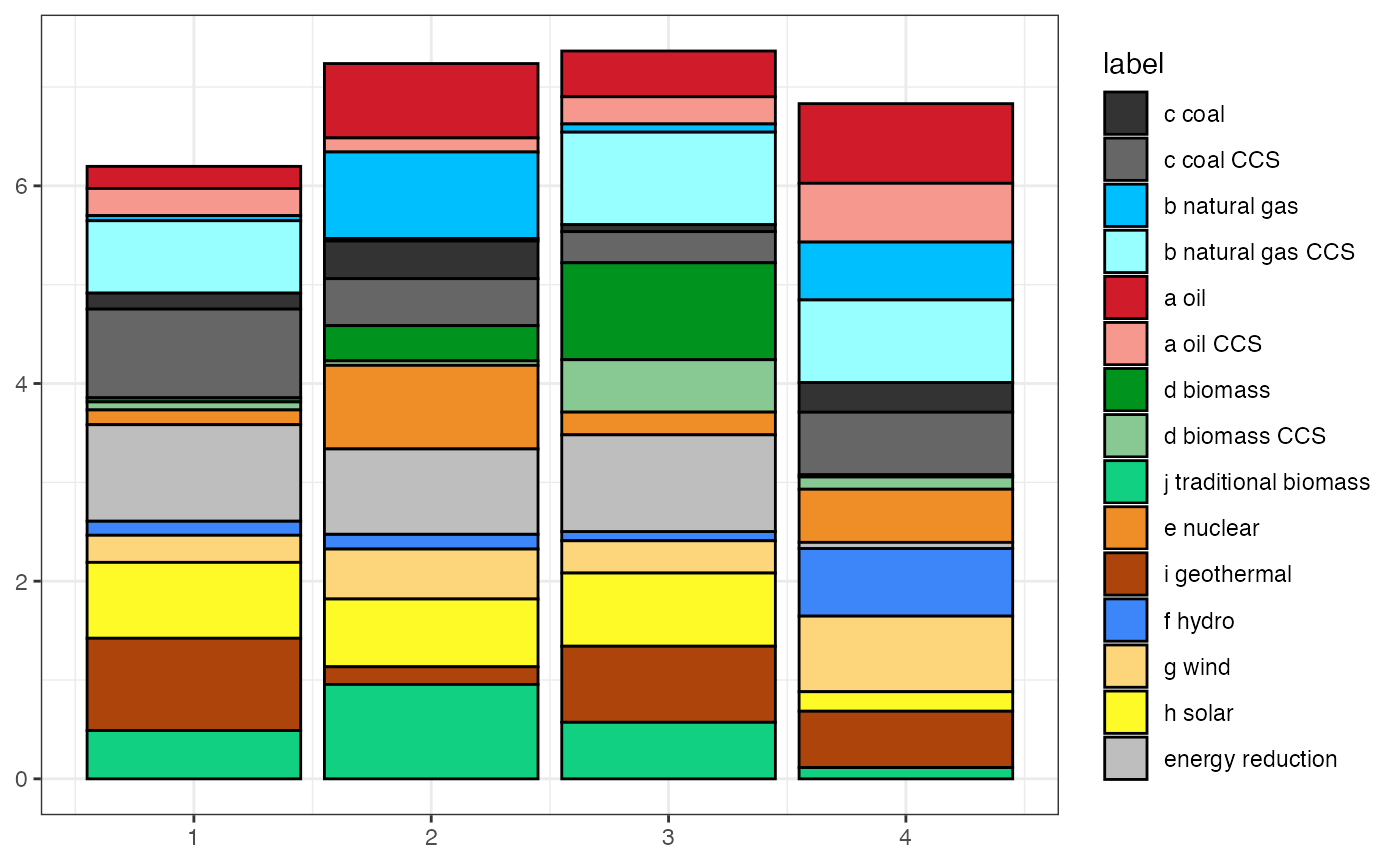 6
4
2
0
1
2
3
4
label
c coal
c coal CCS
b natural gas
b natural gas CCS
a oil
a oil CCS
d biomass
d biomass CCS
j traditional biomass
e nuclear
i geothermal
f hydro
g wind
h solar
energy reduction